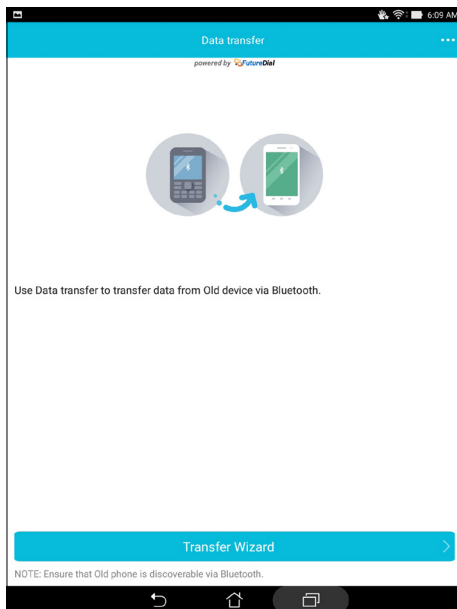 6:09 AM
Data transfer
powered by FutureDial
Use Data transfer to transfer data from Old device via Bluetooth.
Transfer Wizard
NOTE: Ensure that Old phone is discoverable via Bluetooth.